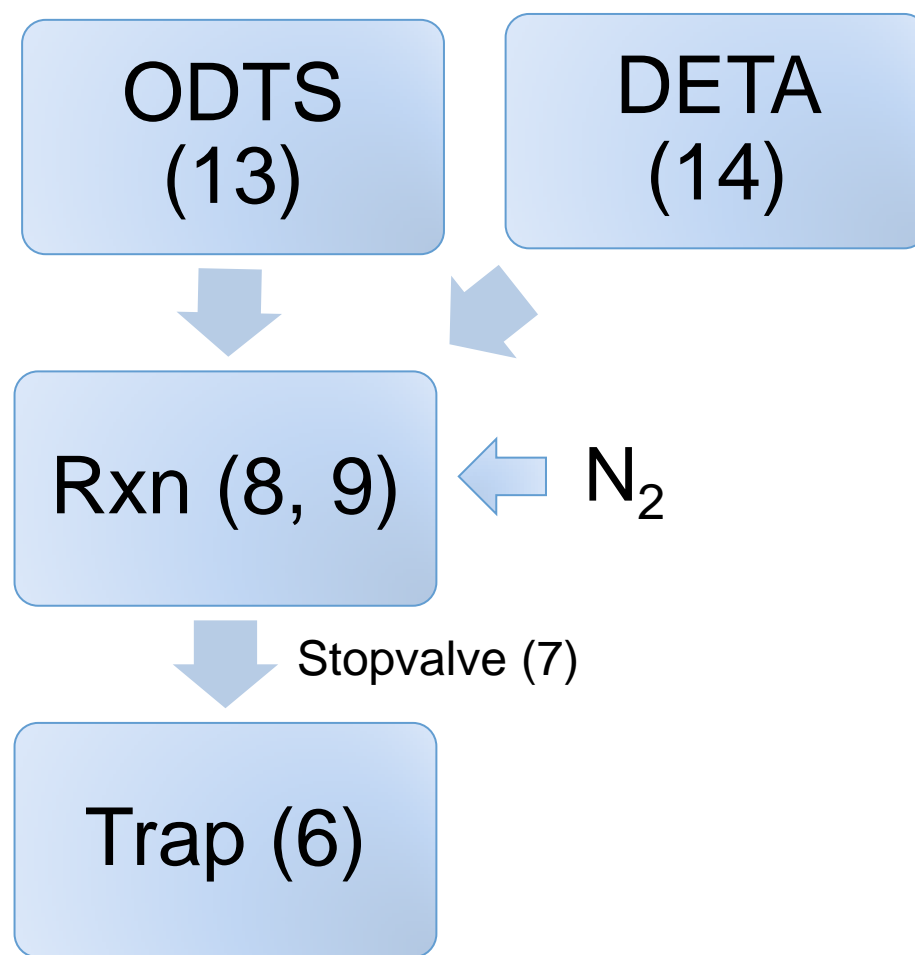 ODTS
(13)
DETA
(14)
Rxn (8, 9)
N₂
Stopvalve (7)
Trap (6)